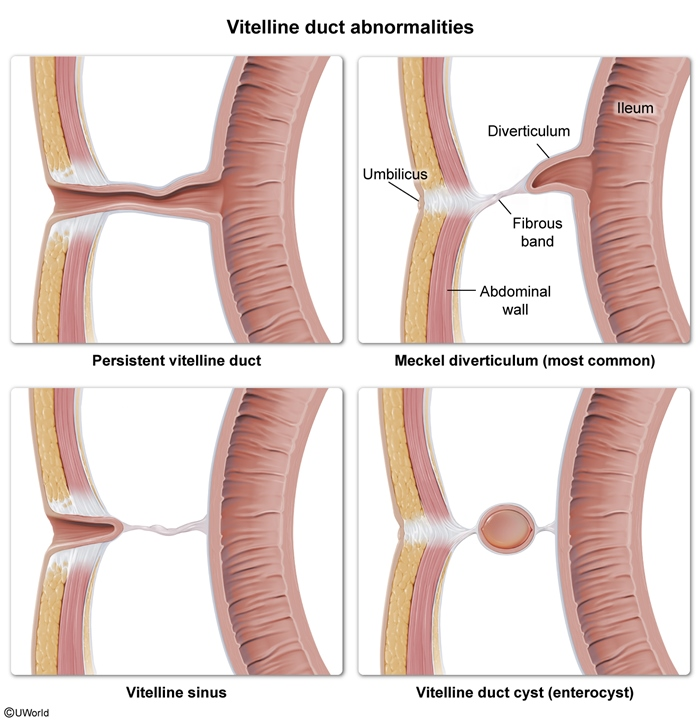 Vitelline duct abnormalities
Ileum
Diverticulum
Umbilicus
Fibrous
band
Abdominal
wall
Persistent vitelline duct
Meckel diverticulum (most common)
Vitelline sinus
Vitelline duct cyst (enterocyst)
©UWorld